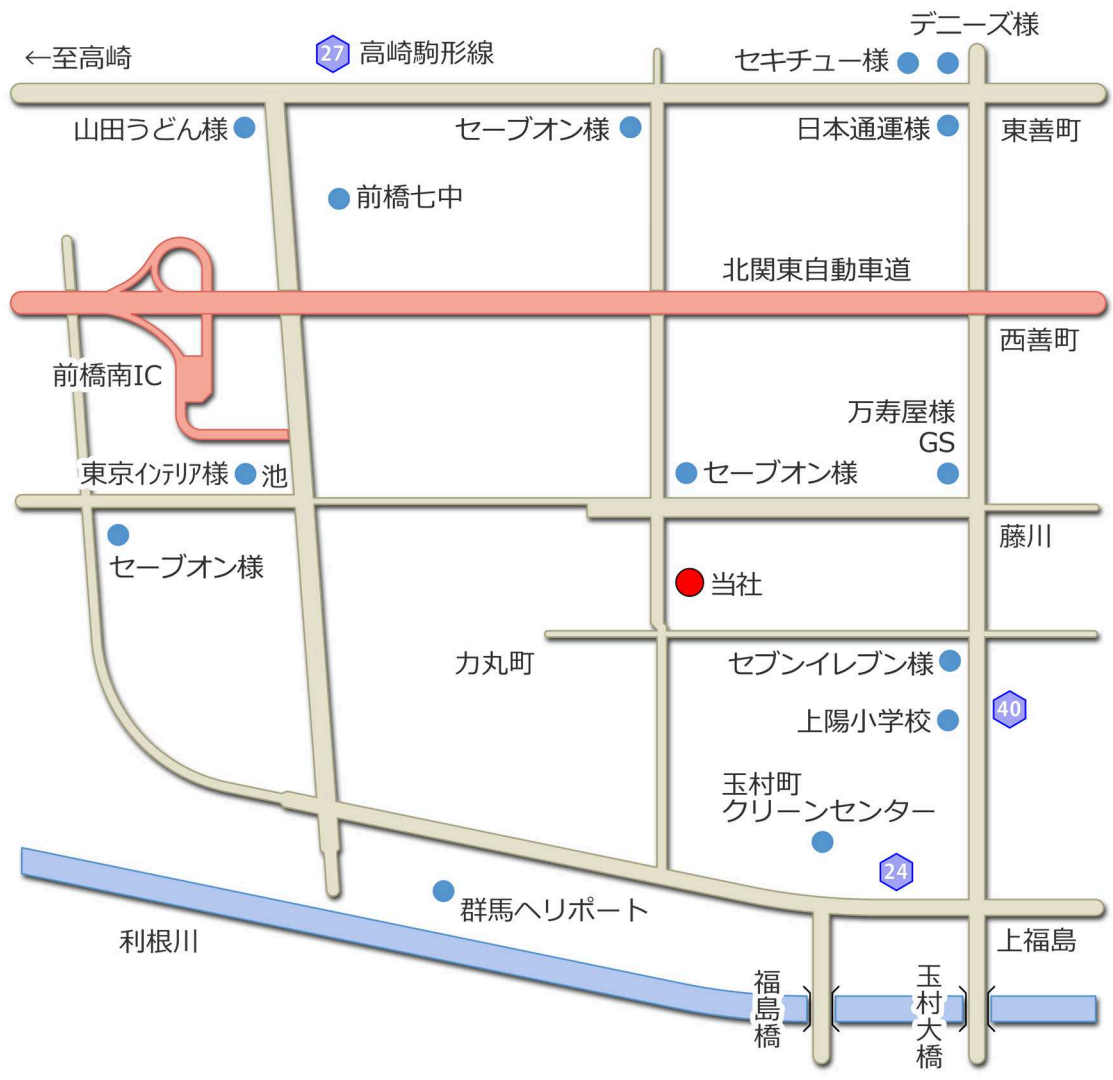 デニーズ様
←至高崎
27
高崎駒形線
セキチュー様
山田うどん様
セーブオン様
日本通運様
東善町
前橋七中
北関東自動車道
西善町
前橋南IC
万寿屋様
GS
東京ｲﾝﾃﾘｱ様
池
セーブオン様
藤川
セーブオン様
当社
力丸町
セブンイレブン様
40
上陽小学校
玉村町
クリーンセンター
24
群馬ヘリポート
利根川
上福島
福島橋
玉村大橋